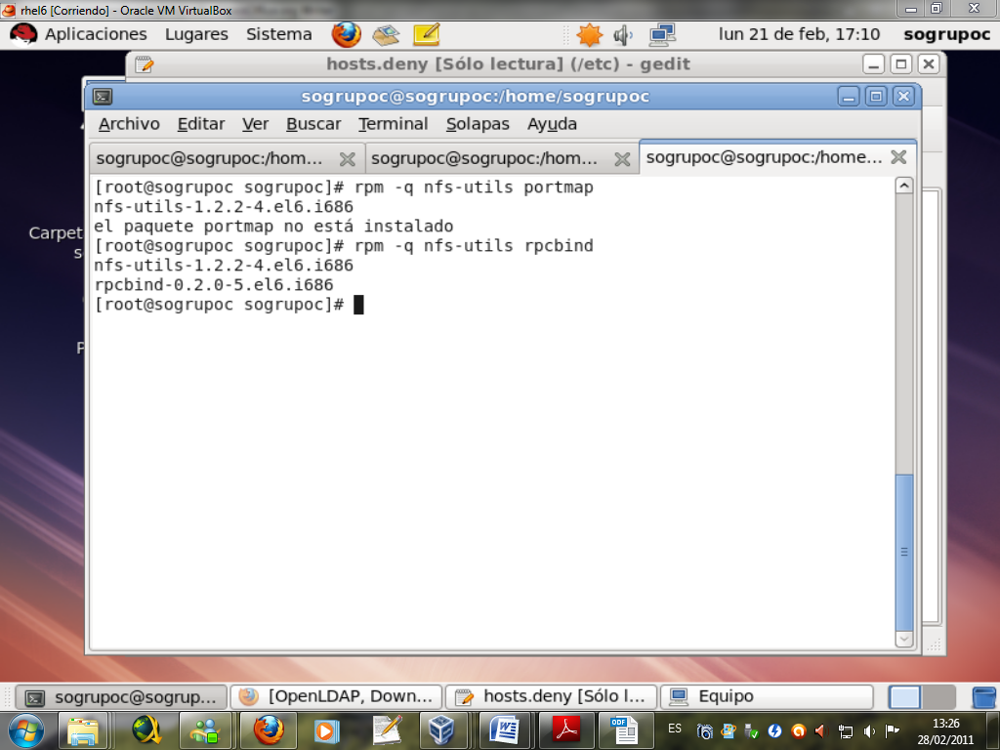 rhel6 [Corriendo] - Oracle VM VirtualBox
Aplicaciones Lugares Sistema lun 21 de feb, 17:10 sogrupoc
hosts.deny [Sólo lectura] (/etc) - gedit
sogrupoc@sogrupoc:/home/sogrupoc
Archivo Editar Ver Buscar Terminal Solapas Ayuda
sogrupoc@sogrupoc:/hom... sogrupoc@sogrupoc:/hom... sogrupoc@sogrupoc:/home...
[root@sogrupoc sogrupoc]# rpm -q nfs-utils portmap
nfs-utils-1.2.2-4.el6.i686
el paquete portmap no está instalado
[root@sogrupoc sogrupoc]# rpm -q nfs-utils rpcbind
nfs-utils-1.2.2-4.el6.i686
rpcbind-0.2.0-5.el6.i686
[root@sogrupoc sogrupoc]#
Carpet
s
P
sogrupoc@sogrup... [OpenLDAP, Down... hosts.deny [Sólo l... Equipo
ODF
ES 13:26
28/02/2011